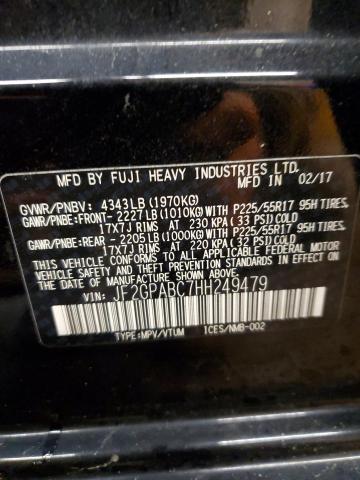 MFD BY FUJI HEAVY INDUSTRIES LTD.
MFD IN 02/17
GVWR/PNBV: 4343LB(1970KG)
GAWR/PNBE:FRONT-2227LB(1010KG)WITH P225/55R17 95H TIRES,
17X7J RIMS AT 230 KPA(33 PSI)COLD
GAWR/PNBE:REAR -2205LB(1000KG)WITH P225/55R17 95H TIRES,
17X7J RIMS AT 220 KPA(32 PSI)COLD
THIS VEHICLE CONFORMS TO ALL APPLICABLE FEDERAL MOTOR
VEHICLE SAFETY STANDARDS IN EFFECT ON THE
DATE OF MANUFACTURE SHOWN ABOVE.
VIN: JF2GPABC7HH249479
TYPE:MPV/VTUM ICES/NMB-002